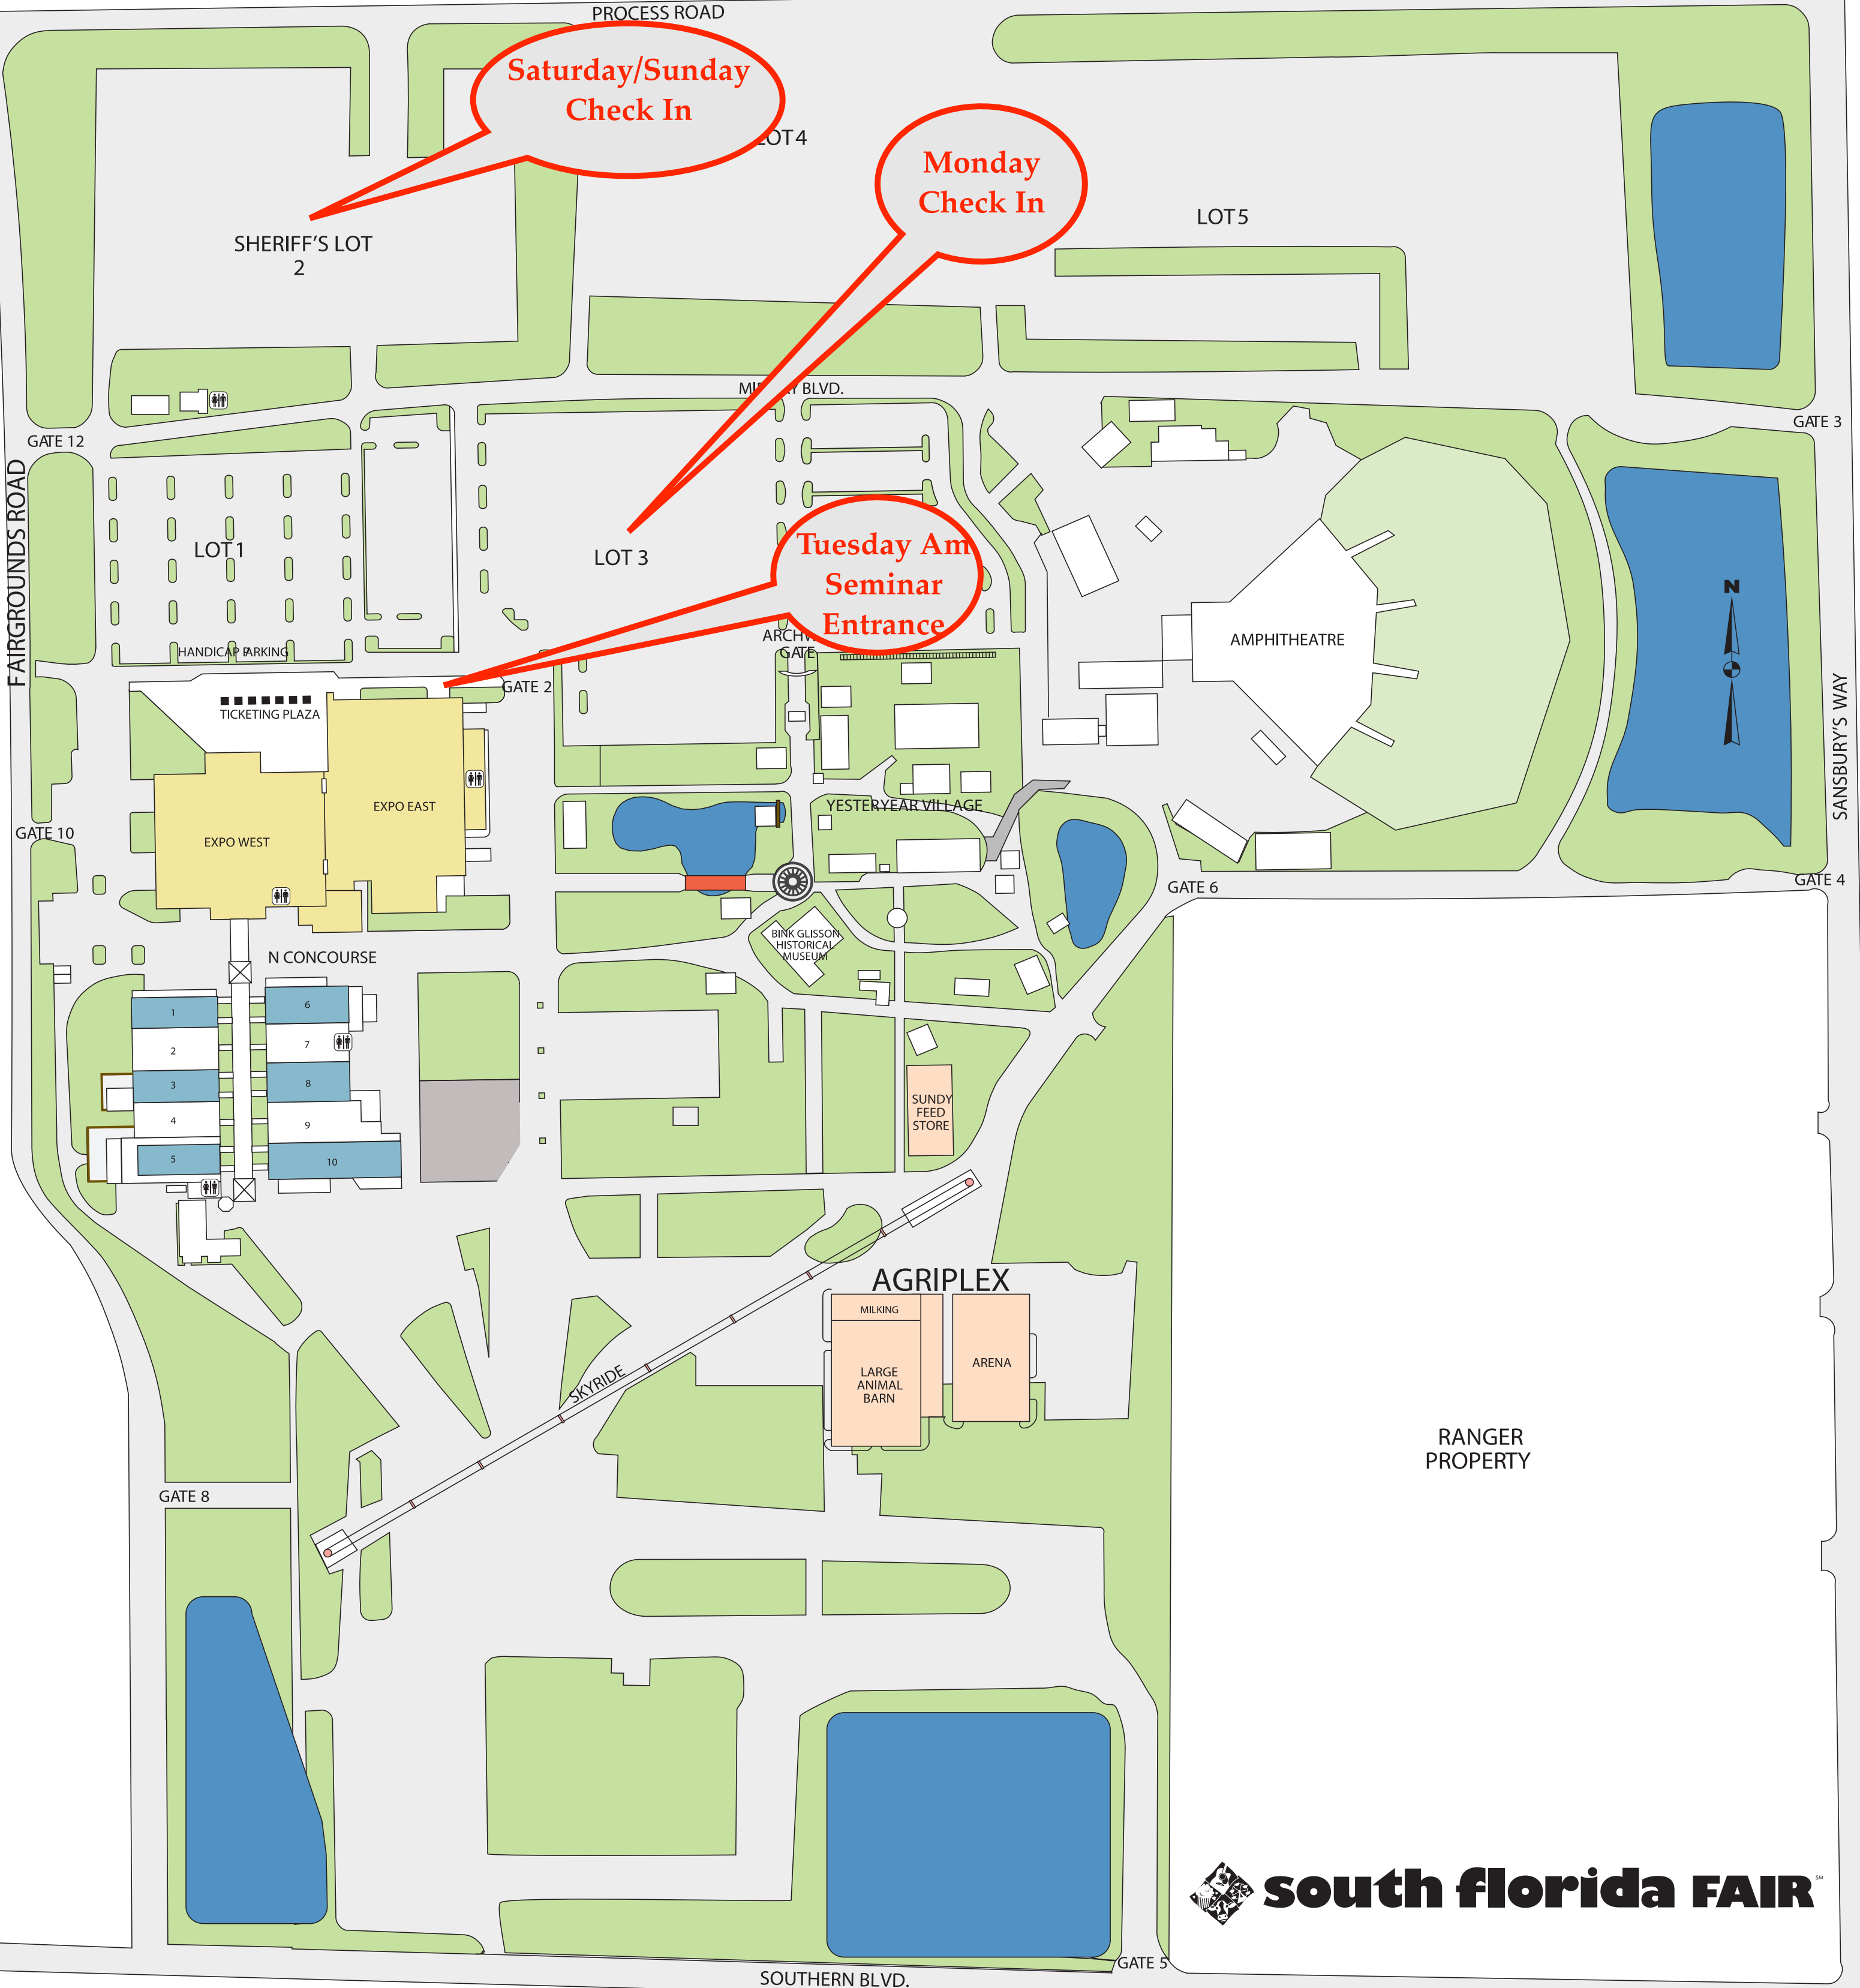 PROCESS ROAD
Saturday/Sunday
Check In
LOT 4
Monday
Check In
LOT 5
SHERIFF'S LOT
2
BLVD.
GATE 12
GATE 3
FAIRGROUNDS ROAD
LOT 1
LOT 3
Tuesday Am
Seminar
Entrance
N
HANDICAP PARKING
GATE
AMPHITHEATRE
GATE 2
TICKETING PLAZA
SANSBURY'S WAY
EXPO EAST
YESTERYEAR VILLAGE
GATE 10
EXPO WEST
GATE 6
GATE 4
BINK GLISSON
HISTORICAL
MUSEUM
N CONCOURSE
1
6
2
7
3
8
4
9
5
10
SUNDY
FEED
STORE
AGRIPLEX
MILKING
LARGE
ANIMAL
BARN
ARENA
SKYRIDE
RANGER
PROPERTY
GATE 8
south florida FAIR
SM
GATE 5
SOUTHERN BLVD.